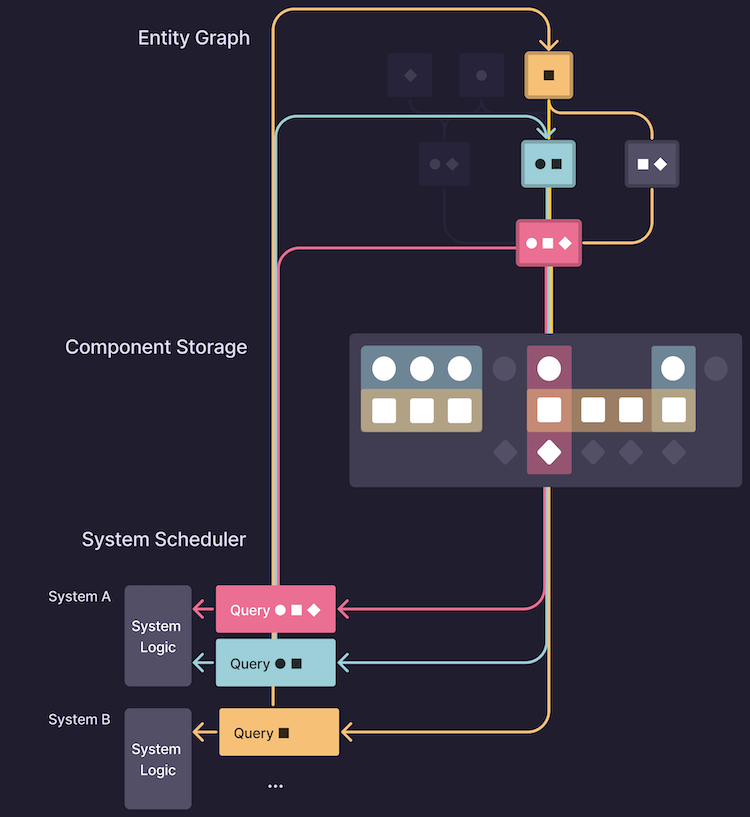 Entity Graph
Component Storage
System Scheduler
System A
System
Logic
Query
Query
System B
System
Logic
Query
...